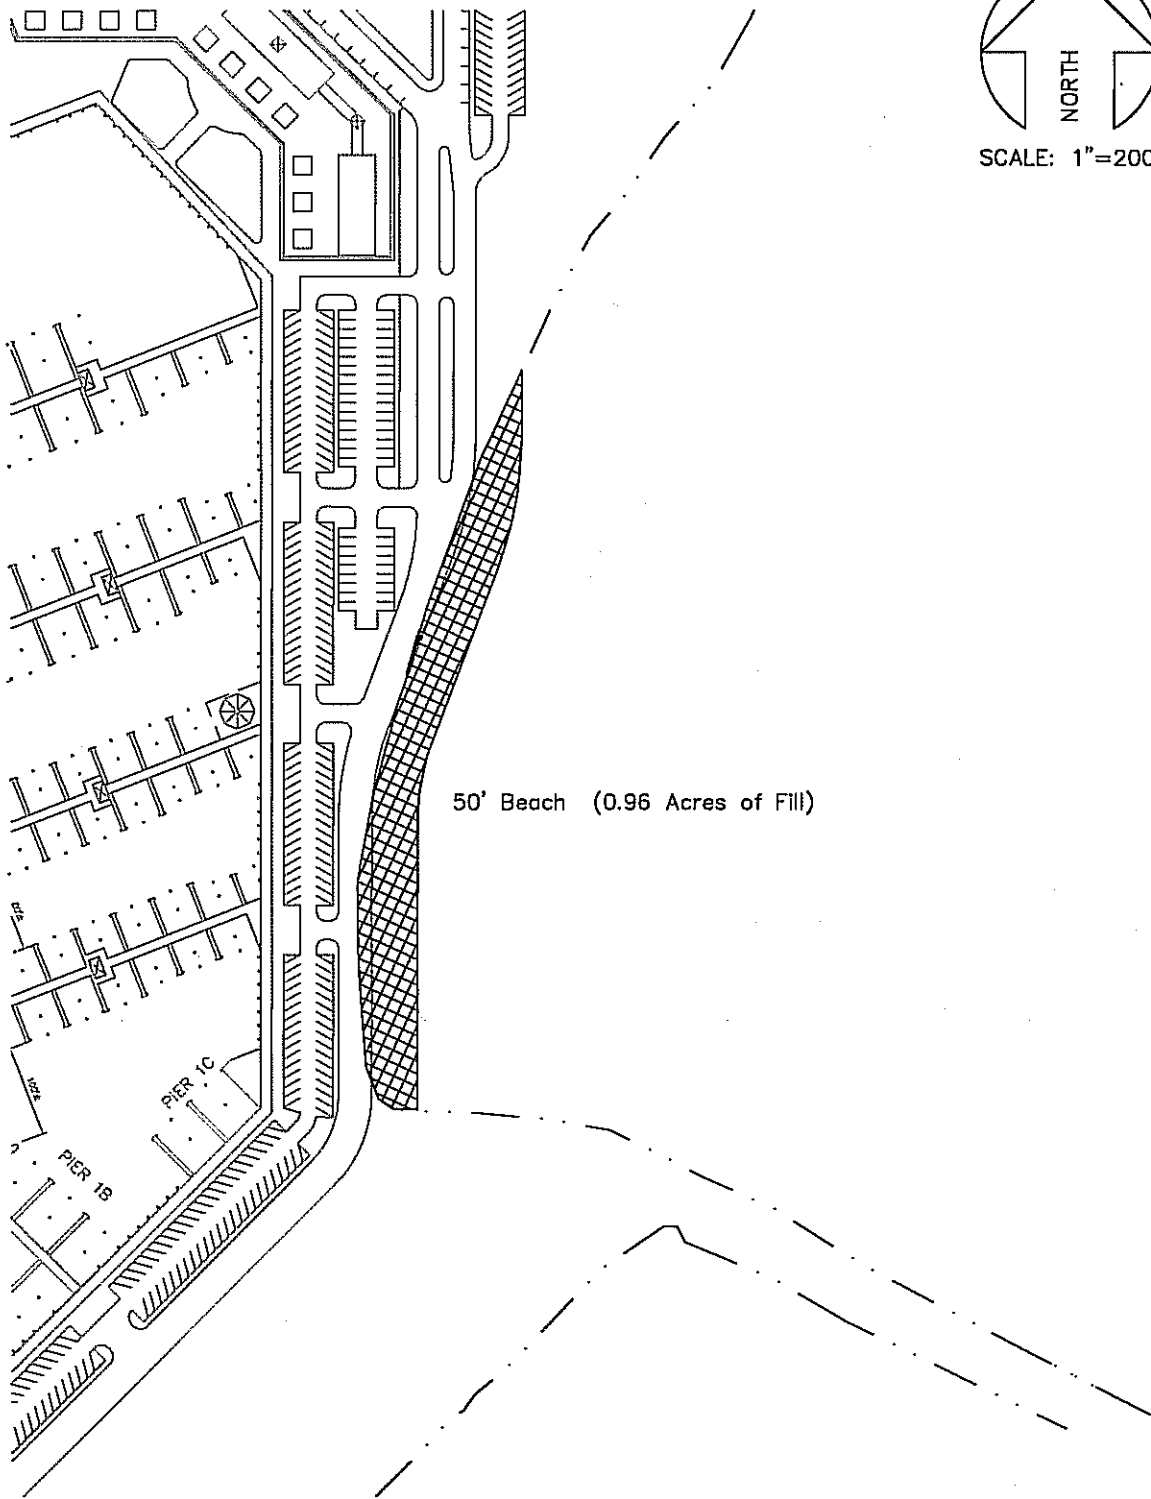 NORTH
SCALE: 1"=200
50' Beach (0.96 Acres of Fill)
PIER 1C
PIER 1B